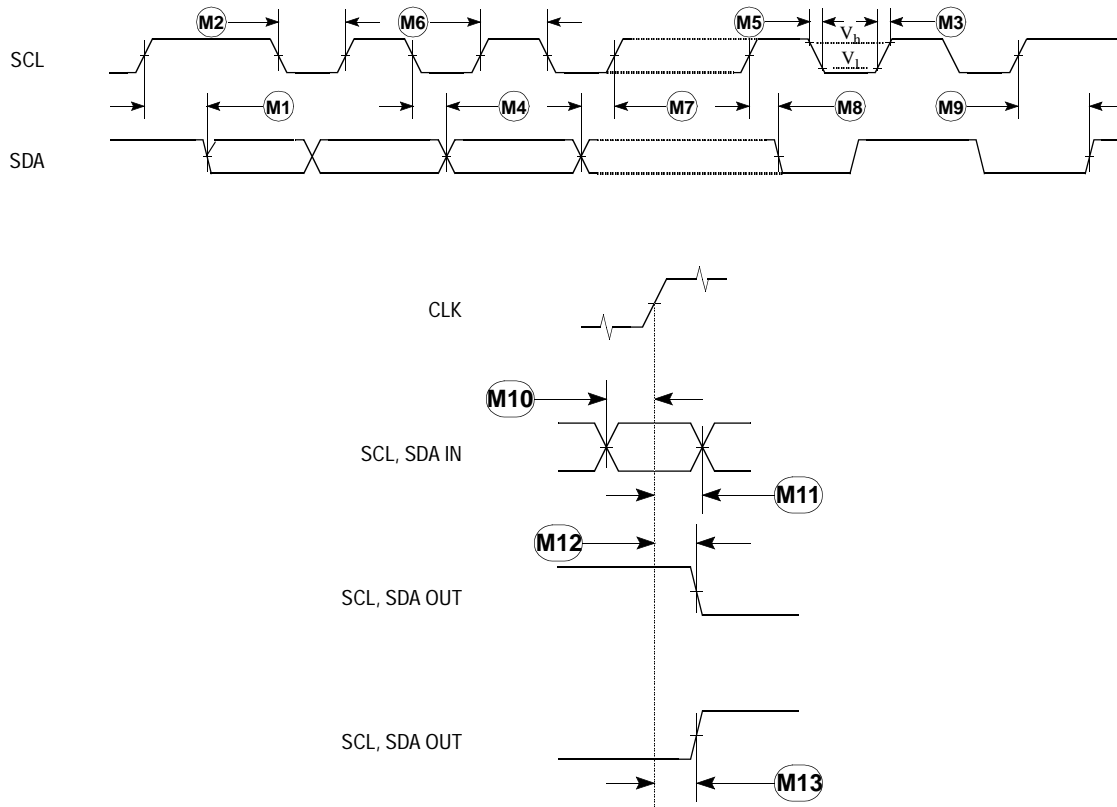 M2 M6 M5 M3
Vh
SCL
Vl
M1 M4 M7 M8 M9
SDA
CLK
M10
SCL, SDA IN
M11
M12
SCL, SDA OUT
SCL, SDA OUT
M13